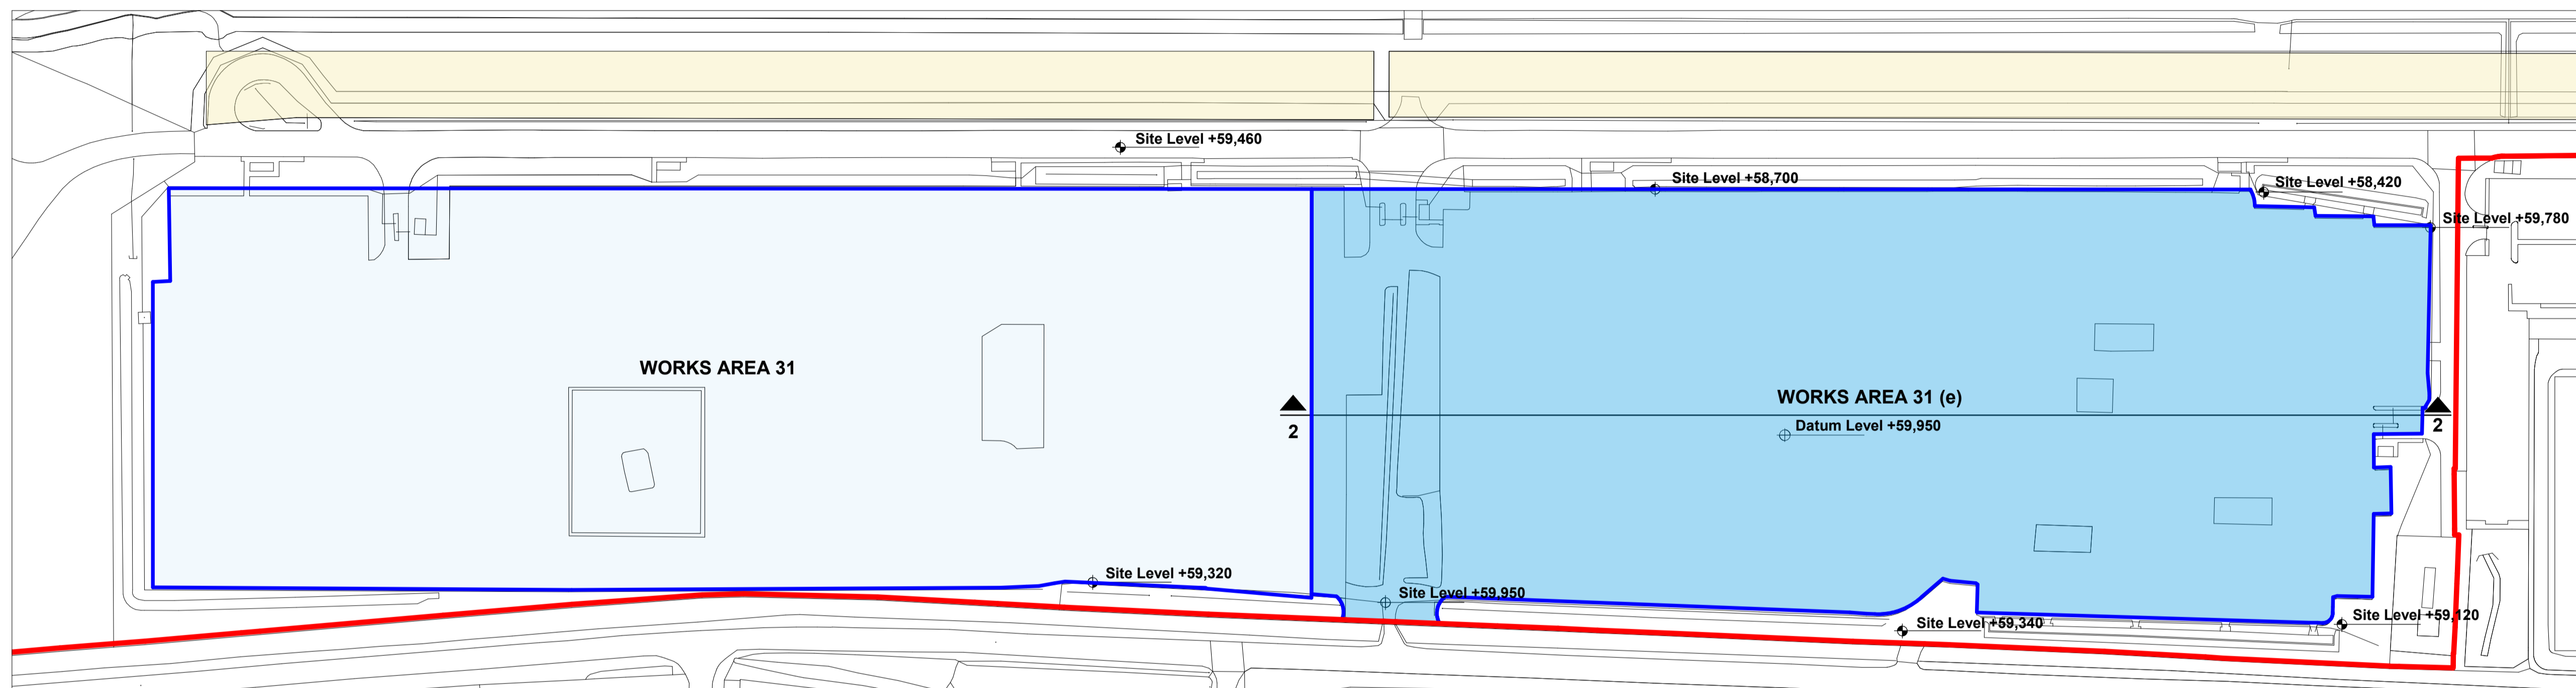 Site Level +59,460
Site Level +58,700
Site Level +58,420
Site Level +59,780
WORKS AREA 31
WORKS AREA 31 (e)
2
Datum Level +59,950
2
Site Level +59,320
Site Level +59,950
Site Level +59,340
Site Level +59,120